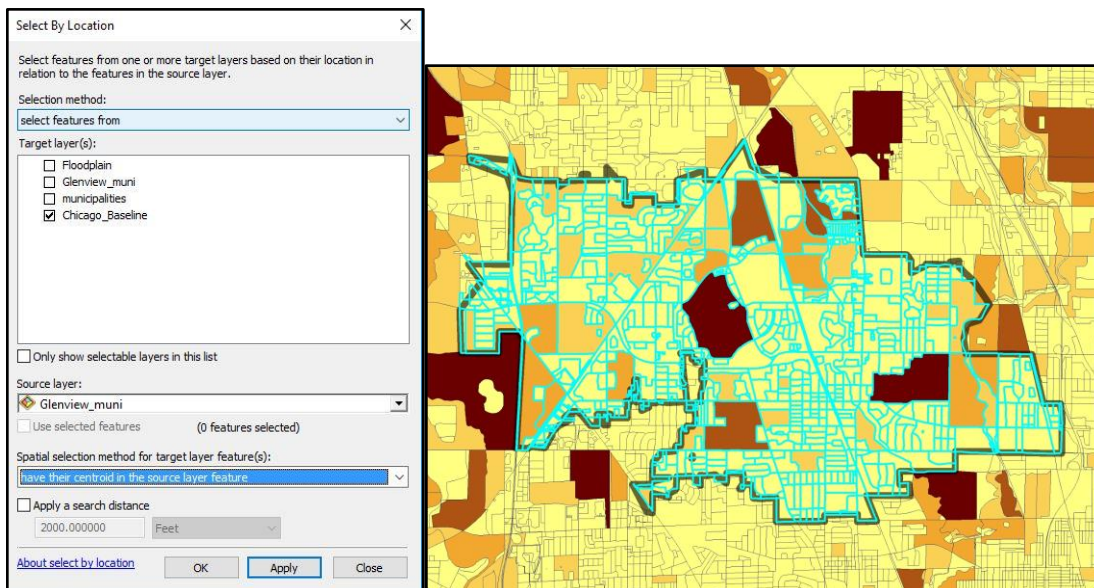 Select By Location
Select features from one or more target layers based on their location in
relation to the features in the source layer.
Selection method:
select features from
Target layer(s):
Floodplain
Glenview_muni
municipalities
Chicago_Baseline
Only show selectable layers in this list
Source layer:
Glenview_muni
Use selected features (0 features selected)
Spatial selection method for target layer feature(s):
have their centroid in the source layer feature
Apply a search distance
2000.000000 Feet
About select by location OK Apply Close